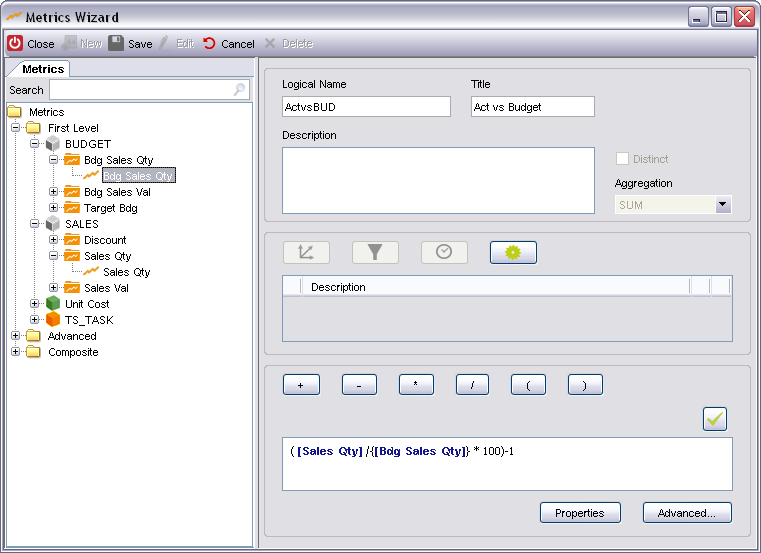 Metrics Wizard
Close New Save Edit Cancel Delete
Metrics
Search
Metrics
First Level
BUDGET
Bdg Sales Qty
Bdg Sales Qty
Bdg Sales Val
Target Bdg
SALES
Discount
Sales Qty
Sales Qty
Sales Val
Unit Cost
TS_TASK
Advanced
Composite
Logical Name Title
ActvsBUD Act vs Budget
Description
Distinct
Aggregation
SUM
Description
+ - * / ( )
( [Sales Qty] /{[Bdg Sales Qty]} * 100)-1
Properties Advanced...